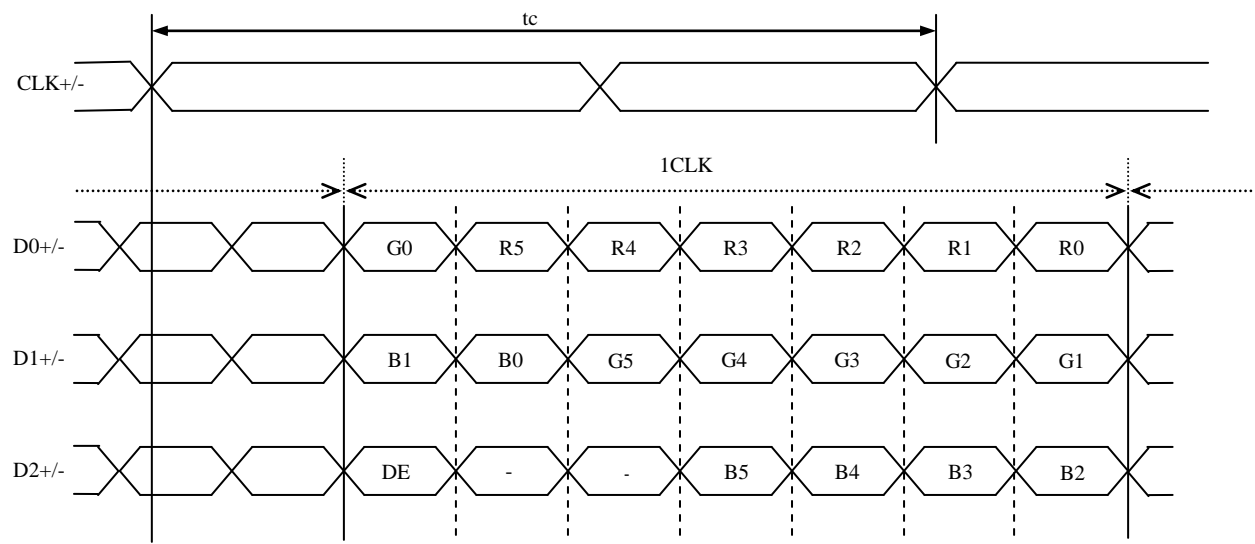 tc
CLK+/-
1CLK
D0+/- G0 R5 R4 R3 R2 R1 R0
D1+/- B1 B0 G5 G4 G3 G2 G1
D2+/- DE - - B5 B4 B3 B2